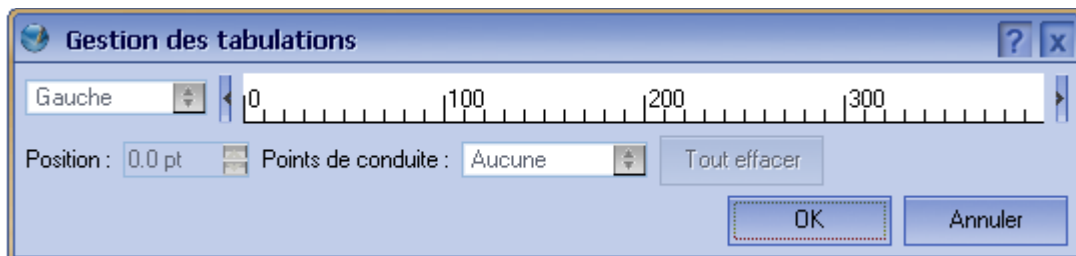 Gestion des tabulations ? x
Gauche 0 100 200 300
Position : 0.0 pt Points de conduite : Aucune Tout effacer
OK Annuler